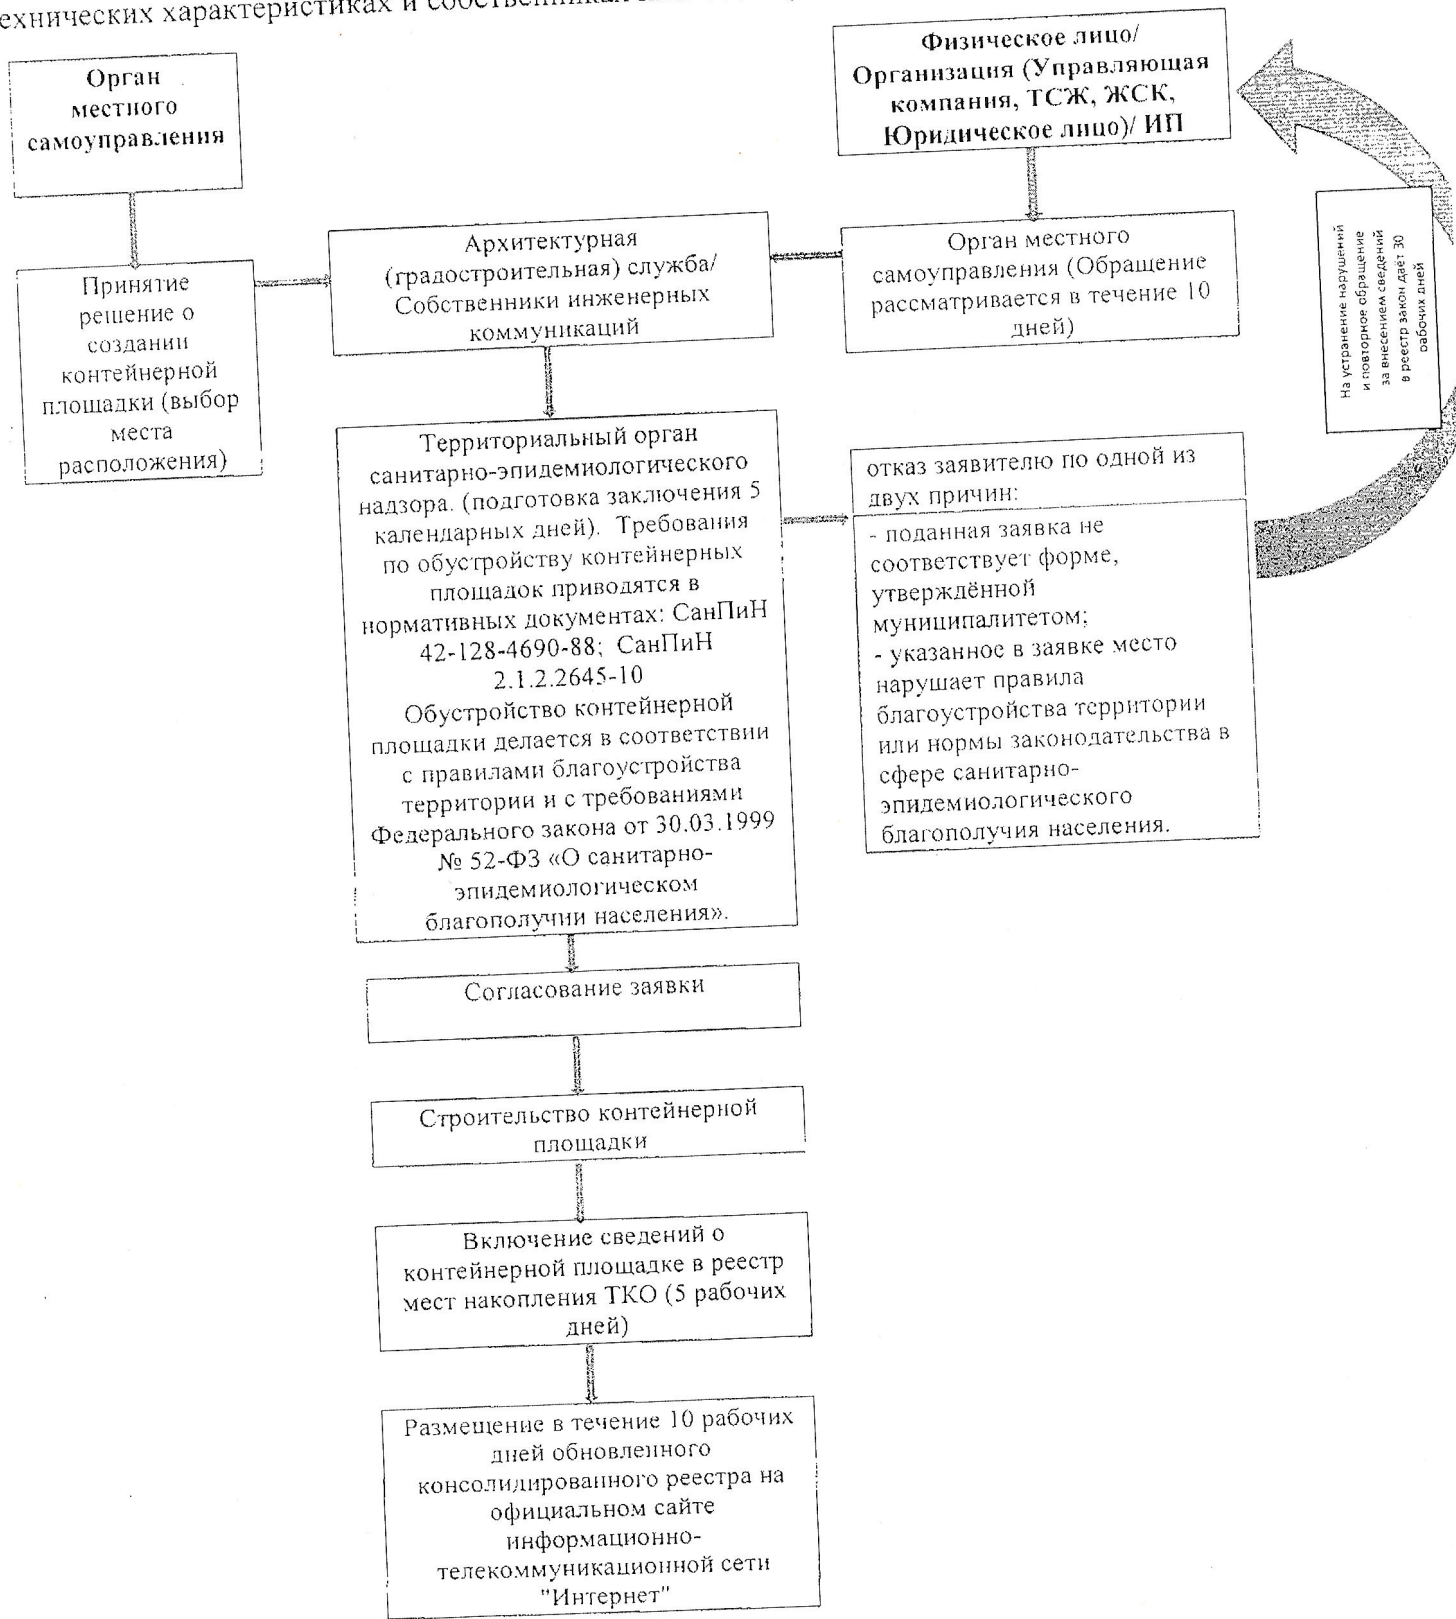 технических характеристиках и
Орган
местного
самоуправления
Физическое лицо/
Организация (Управляющая
компания, ТСЖ, ЖСК,
Юридическое лицо)/ ИП
Принятие
решение о
создании
контейнерной
площадки (выбор
места
расположения)
Архитектурная
(градостроительная) служба/
Собственники инженерных
коммуникаций
Орган местного
самоуправления (Обращение
рассматривается в течение 10
дней)
На устранение нарушений
и повторное обращение
за внесением сведений
в реестр закон даёт 30
рабочих дней
Территориальный орган
санитарно-эпидемиологического
надзора. (подготовка заключения 5
календарных дней). Требования
по обустройству контейнерных
площадок приводятся в
нормативных документах: СанПиН
42-128-4690-88; СанПиН
2.1.2.2645-10
Обустройство контейнерной
площадки делается в соответствии
с правилами благоустройства
территории и с требованиями
Федерального закона от 30.03.1999
№ 52-ФЗ «О санитарно-
эпидемиологическом
благополучии населения».
отказ заявителю по одной из
двух причин:
- поданная заявка не
соответствует форме,
утверждённой
муниципалитетом;
- указанное в заявке место
нарушает правила
благоустройства территории
или нормы законодательства в
сфере санитарно-
эпидемиологического
благополучия населения.
Согласование заявки
Строительство контейнерной
площадки
Включение сведений о
контейнерной площадке в реестр
мест накопления ТКО (5 рабочих
дней)
Размещение в течение 10 рабочих
дней обновленного
консолидированного реестра на
официальном сайте
информационно-
телекоммуникационной сети
"Интернет"